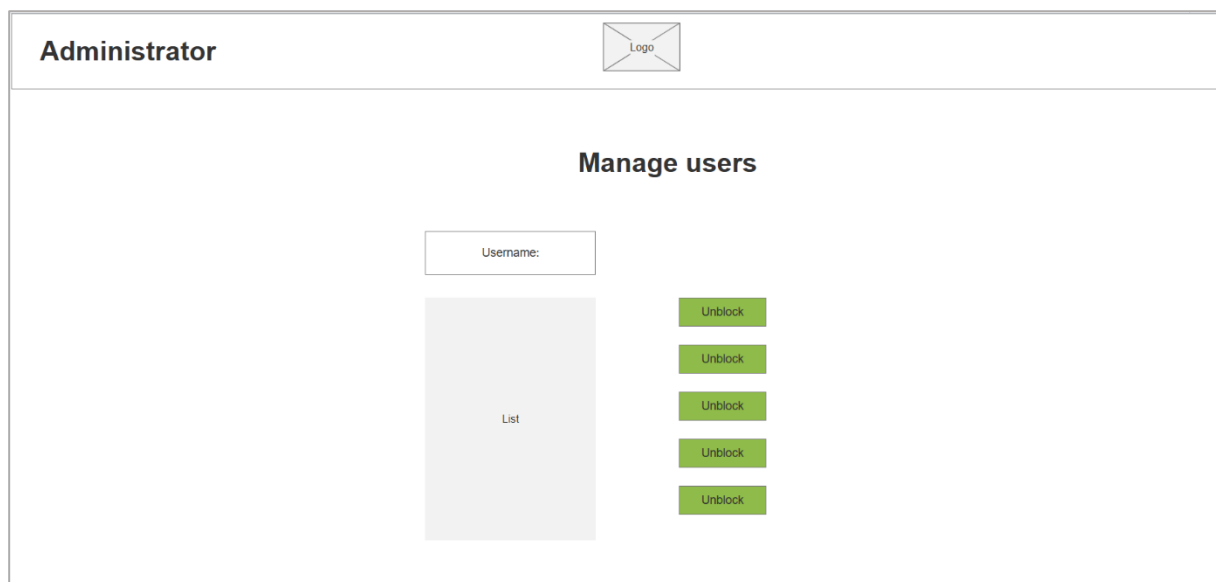 Administrator
Logo
Manage users
Username:
List
Unblock
Unblock
Unblock
Unblock
Unblock